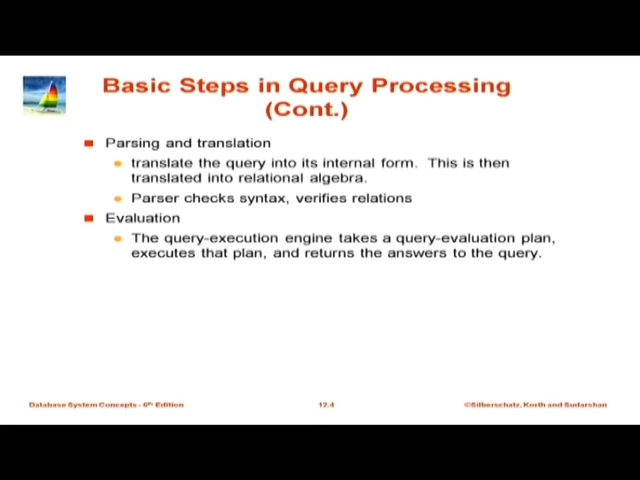 Basic Steps in Query Processing
(Cont.)
Parsing and translation
translate the query into its internal form. This is then
translated into relational algebra.
Parser checks syntax, verifies relations
Evaluation
The query-execution engine takes a query-evaluation plan,
executes that plan, and returns the answers to the query.
Database System Concepts - 6th Edition
12.4
©Silberschatz, Korth and Sudarshan